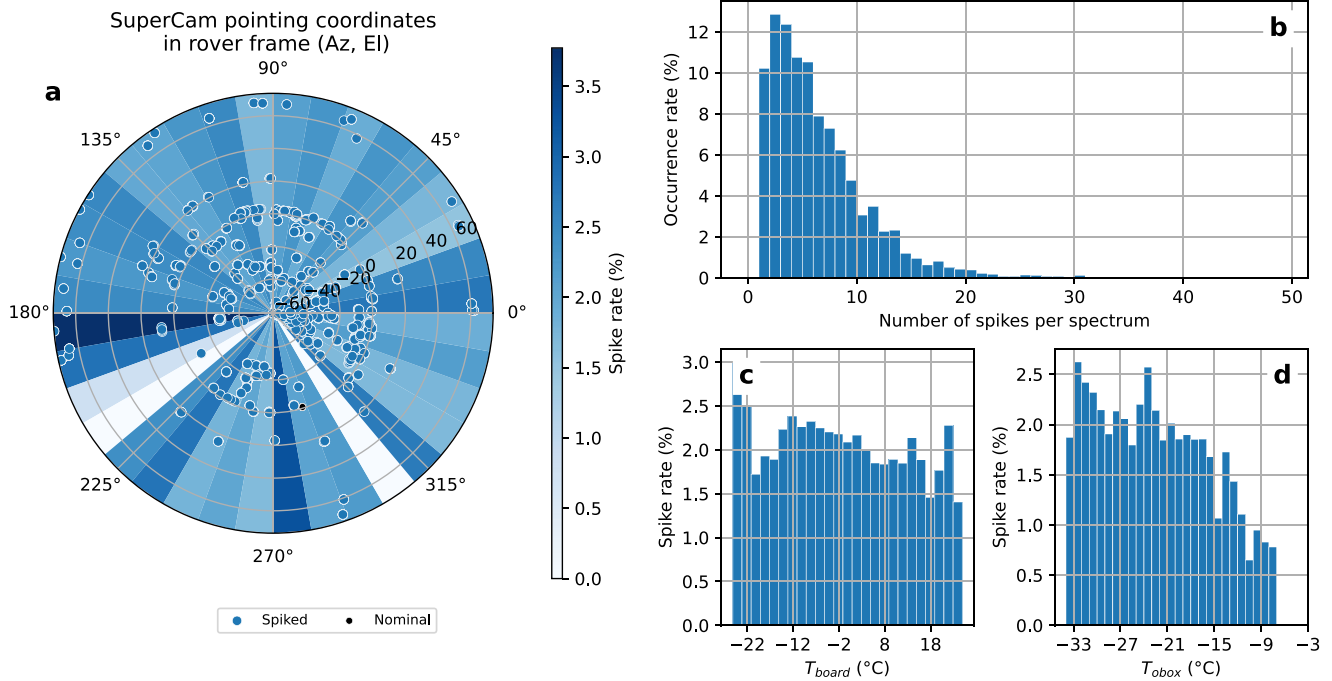 SuperCam pointing coordinates
in rover frame (Az, El)
a
90°
135°
45°
180°
0°
225°
315°
270°
60
40
20
0
−20
−40
−60
3.5
3.0
2.5
2.0
1.5
1.0
0.5
0.0
Spike rate (%)
Spiked
Nominal
b
12
10
8
6
4
2
0
Occurrence rate (%)
0 10 20 30 40 50
Number of spikes per spectrum
c
3.0
2.5
2.0
1.5
1.0
0.5
0.0
Spike rate (%)
−22 −12 −2 8 18
T_board (°C)
d
2.5
2.0
1.5
1.0
0.5
0.0
Spike rate (%)
−33 −27 −21 −15 −9 −3
T_obox (°C)